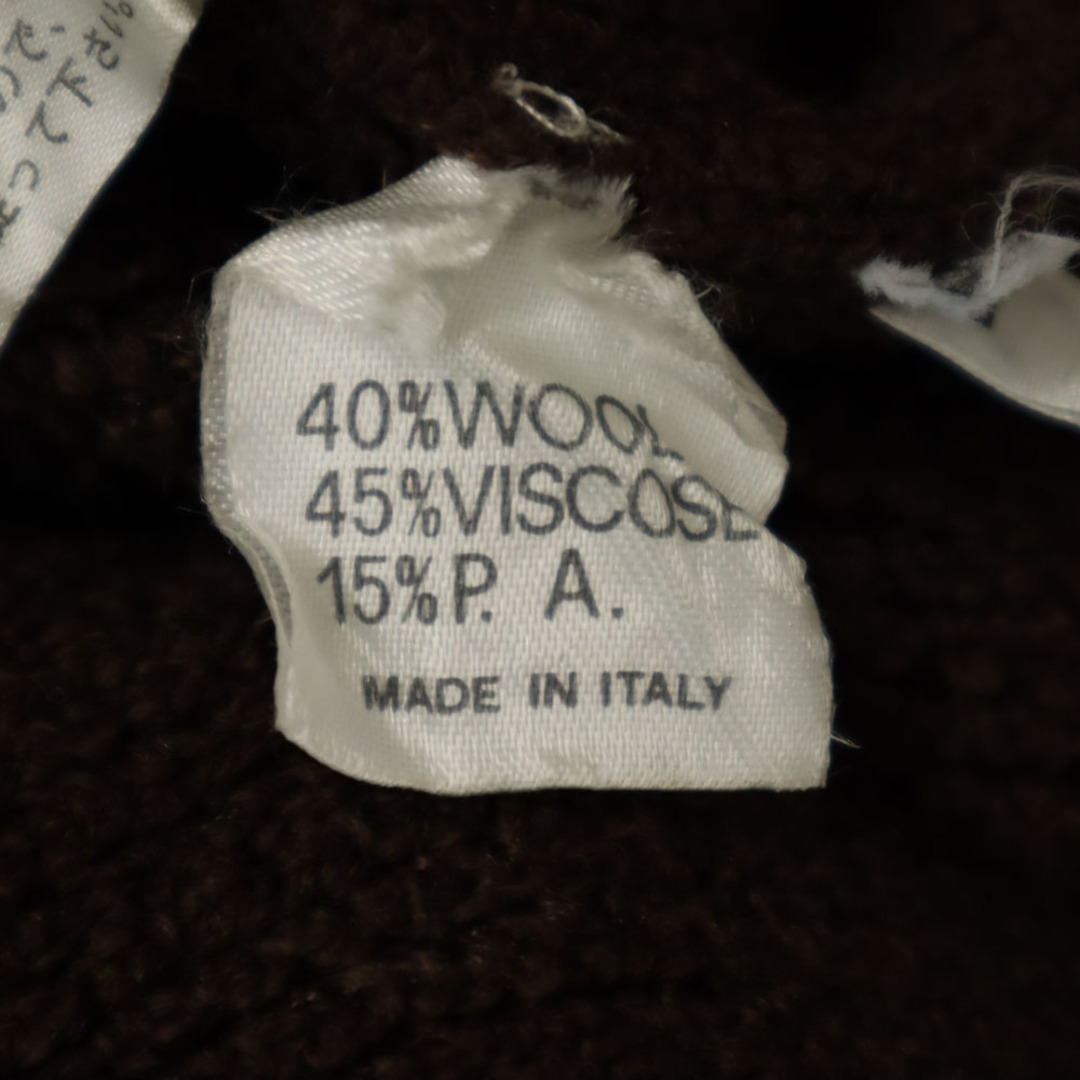 40%WOOL
45%VISCOSE
15%P. A.
MADE IN ITALY
さい。
って下